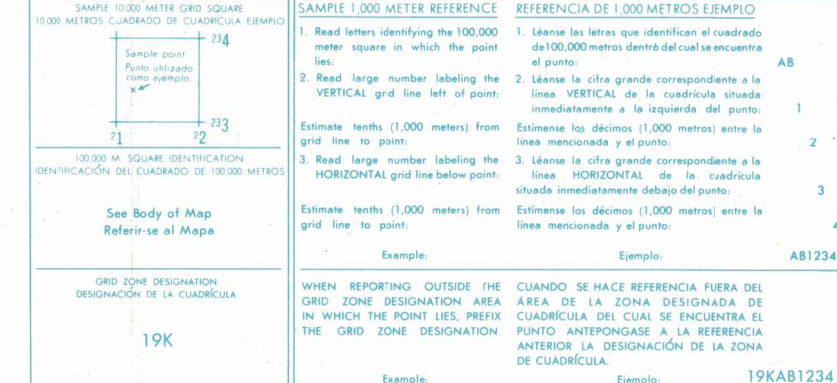 SAMPLE 10,000 METER GRID SQUARE
10,000 METROS CUADRADO DE CUADRÍCULA EJEMPLO
234
Sample point
Punto utilizado
como ejemplo
x
233
21
22
100,000 M. SQUARE IDENTIFICATION
IDENTIFICACIÓN DEL CUADRADO DE 100,000 METROS
See Body of Map
Referir-se al Mapa
GRID ZONE DESIGNATION
DESIGNACIÓN DE LA CUADRÍCULA
19K
SAMPLE 1,000 METER REFERENCE
1. Read letters identifying the 100,000
meter square in which the point
lies:
2. Read large number labeling the
VERTICAL grid line left of point:
Estimate tenths (1,000 meters) from
grid line to point:
3. Read large number labeling the
HORIZONTAL grid line below point:
Estimate tenths (1,000 meters) from
grid line to point:
Example:
WHEN REPORTING OUTSIDE THE
GRID ZONE DESIGNATION AREA
IN WHICH THE POINT LIES, PREFIX
THE GRID ZONE DESIGNATION
Example:
REFERENCIA DE 1,000 METROS EJEMPLO
1. Léanse las letras que identifican el cuadrado
de 100,000 metros dentró del cual se encuentra
el punto: AB
2. Léanse la cifra grande correspondiente a la
línea VERTICAL de la cuadrícula situada
inmediatamente a la izquierda del punto: 1
Estímense los décimos (1,000 metros) entre la
línea mencionada y el punto: 2
3. Léanse la cifra grande correspondiente a la
línea HORIZONTAL de la cuadrícula
situada inmediatamente debajo del punto: 3
Estímense los décimos (1,000 metros) entre la
línea mencionada y el punto: 4
Ejemplo: AB1234
CUANDO SE HACE REFERENCIA FUERA DEL
ÁREA DE LA ZONA DESIGNADA DE
CUADRÍCULA DEL CUAL SE ENCUENTRA EL
PUNTO ANTEPONGASE A LA REFERENCIA
ANTERIOR LA DESIGNACIÓN DE LA ZONA
DE CUADRÍCULA.
Ejemplo: 19KAB1234